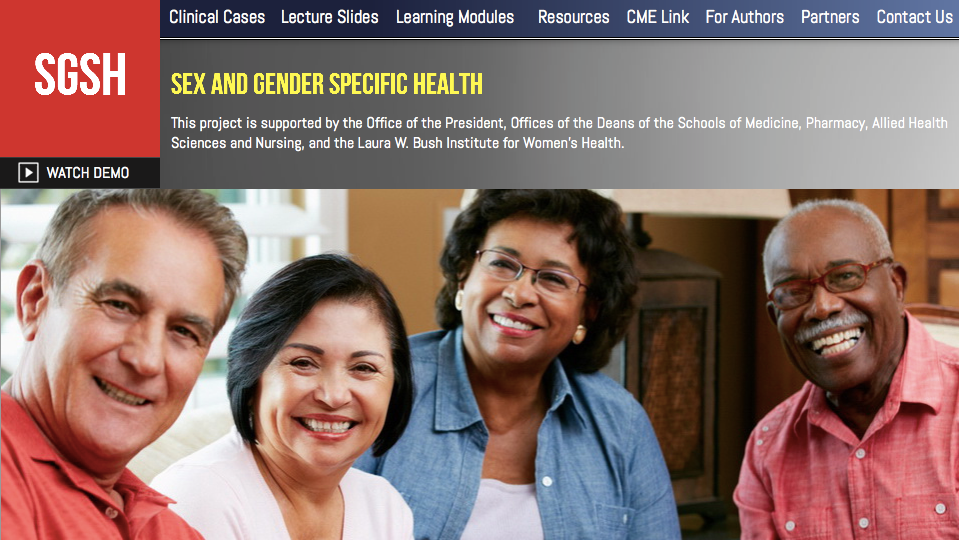 Clinical Cases Lecture Slides Learning Modules Resources CME Link For Authors Partners Contact Us
SGSH
SEX AND GENDER SPECIFIC HEALTH
This project is supported by the Office of the President, Offices of the Deans of the Schools of Medicine, Pharmacy, Allied Health
Sciences and Nursing, and the Laura W. Bush Institute for Women's Health.
WATCH DEMO